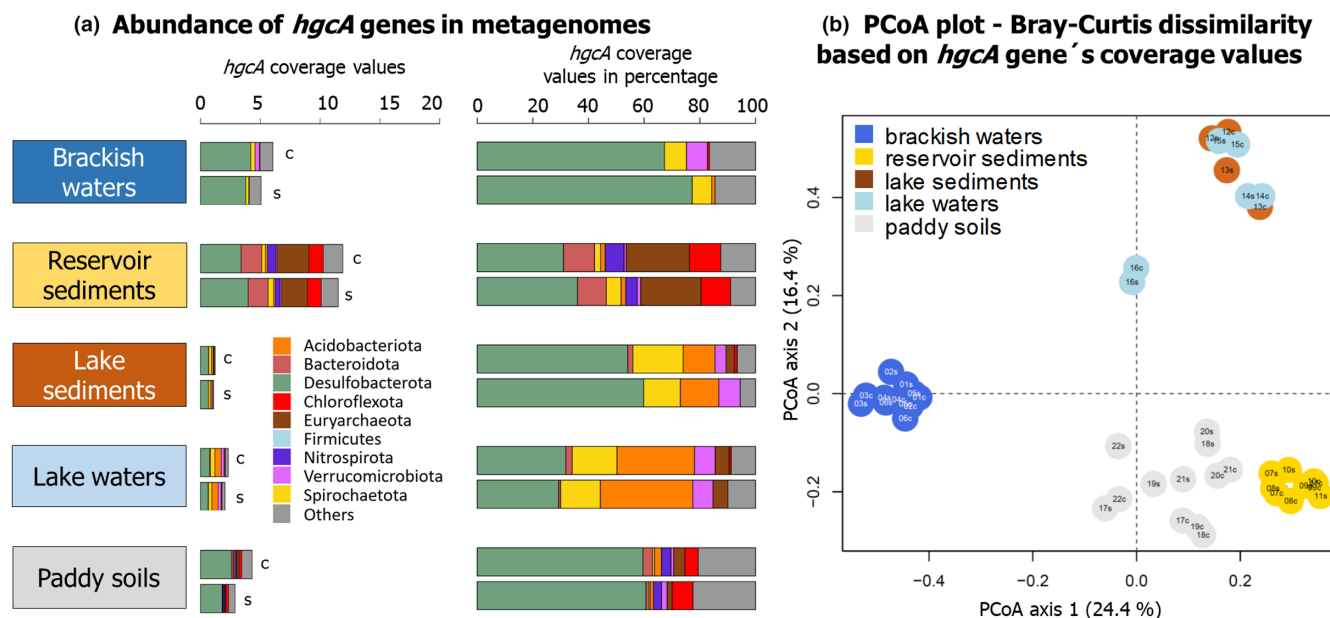 (a) Abundance of hgcA genes in metagenomes
hgcA coverage values
hgcA coverage
values in percentage
0 5 10 15 20
0 20 40 60 80 100
Brackish
waters
c
s
Reservoir
sediments
c
s
Lake
sediments
c
s
Lake waters
c
s
Paddy soils
c
s
Acidobacteriota
Bacteroidota
Desulfobacterota
Chloroflexota
Euryarchaeota
Firmicutes
Nitrospirota
Verrucomicrobiota
Spirochaetota
Others
(b) PCoA plot - Bray-Curtis dissimilarity
based on hgcA gene´s coverage values
brackish waters
reservoir sediments
lake sediments
lake waters
paddy soils
PCoA axis 2 (16.4 %)
0.4
0.2
0.0
−0.2
−0.4 −0.2 0.0 0.2
PCoA axis 1 (24.4 %)
12c
15s
15c
13s
14s 14c
13c
16c
16s
02s
01s
03c
03s
01c
02c
06c
20s
18s
22s
21c
20c
21s
19s
22c
17s
17c
19c
18c
07s
10s
08s
07c
08c
11s